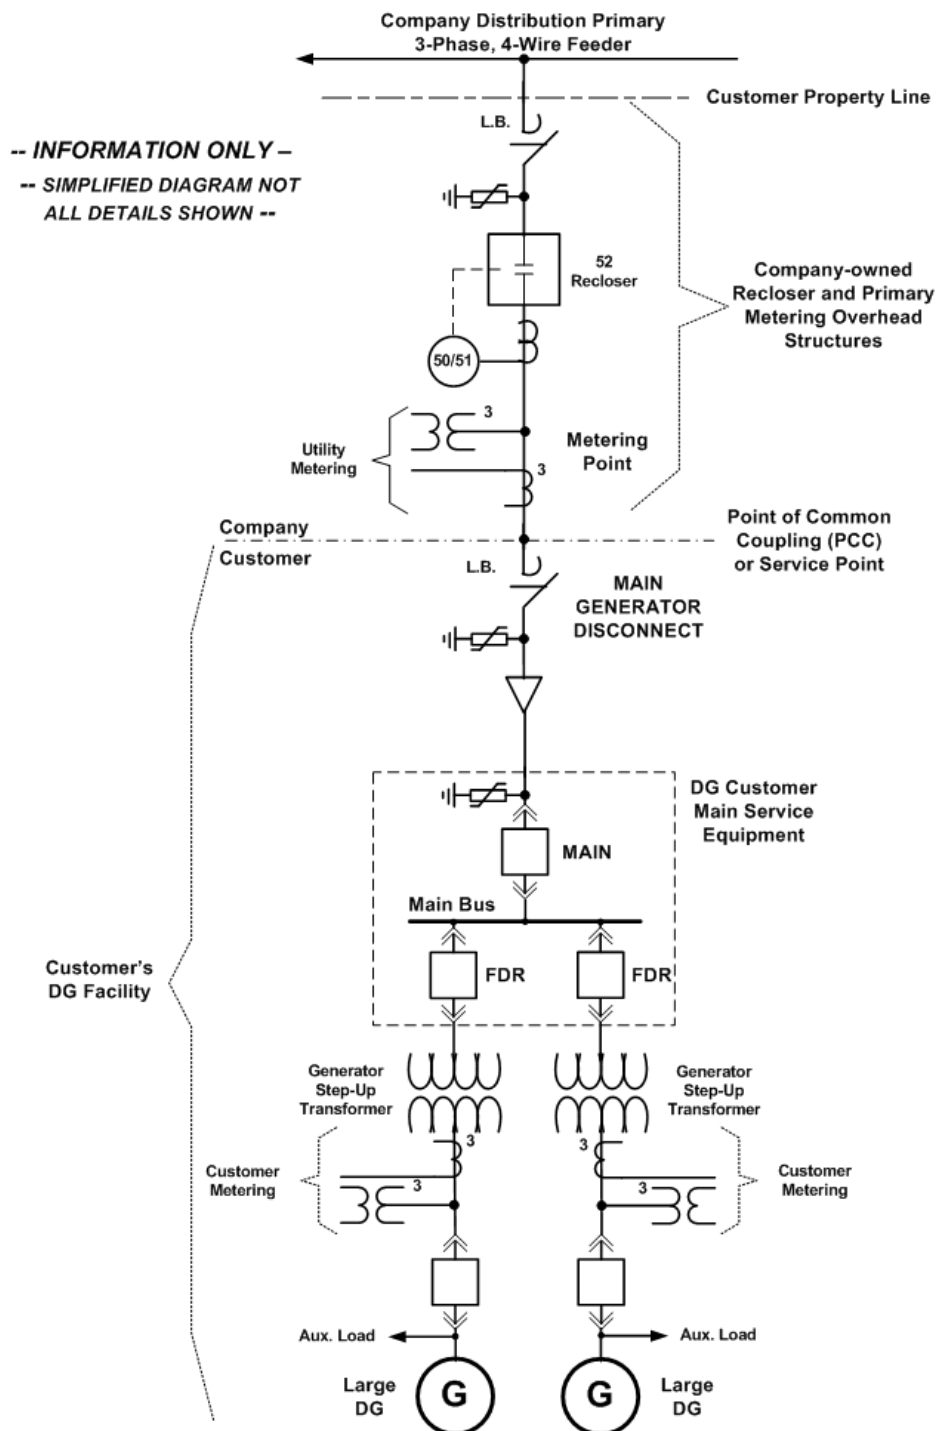 Company Distribution Primary
3-Phase, 4-Wire Feeder
Customer Property Line
L.B.
-- INFORMATION ONLY –
-- SIMPLIFIED DIAGRAM NOT
ALL DETAILS SHOWN --
52
Recloser
Company-owned
Recloser and Primary
Metering Overhead
Structures
50/51
3
Utility
Metering
Metering
Point
3
Company
Customer
Point of Common
Coupling (PCC)
or Service Point
L.B.
MAIN
GENERATOR
DISCONNECT
DG Customer
Main Service
Equipment
MAIN
Main Bus
FDR
FDR
Customer's
DG Facility
Generator
Step-Up
Transformer
Generator
Step-Up
Transformer
3
3
Customer
Metering
3
3
Customer
Metering
Aux. Load
Aux. Load
Large
DG
G
G
Large
DG